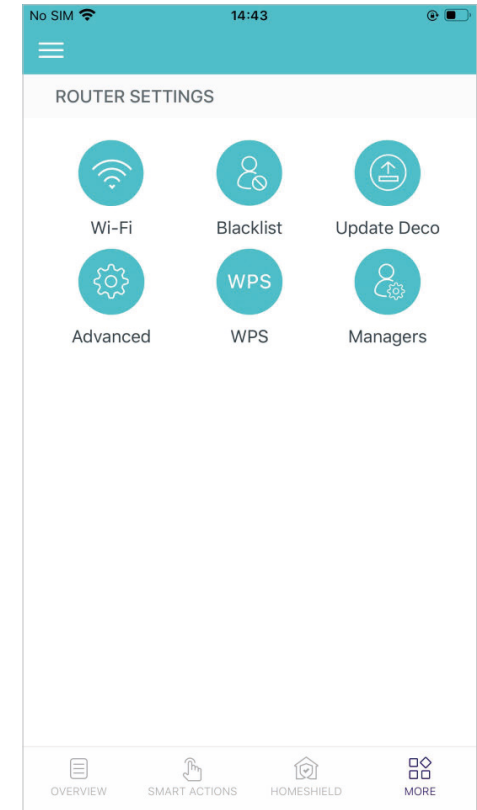 No SIM 14:43
ROUTER SETTINGS
Wi-Fi Blacklist Update Deco
WPS
Advanced WPS Managers
OVERVIEW SMART ACTIONS HOMESHIELD MORE